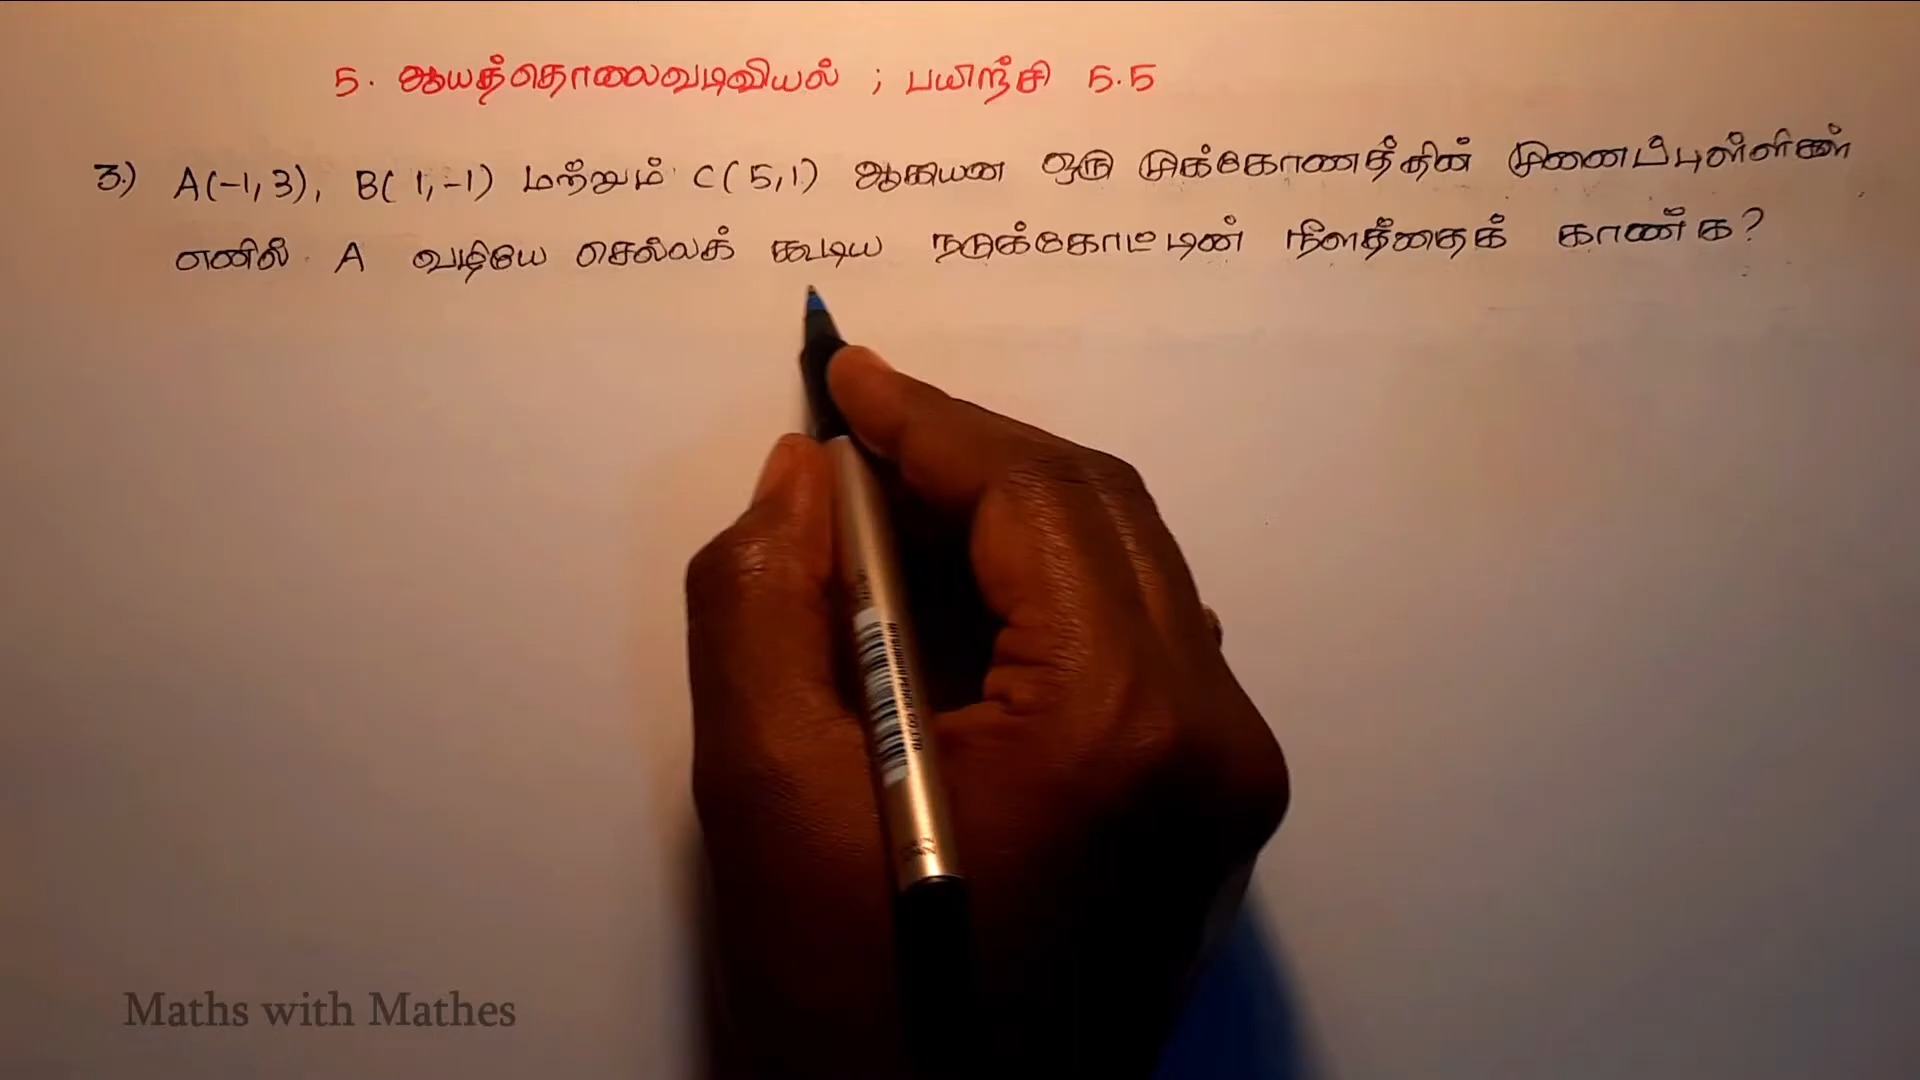 5. ஆயத்தொலைவடிவியல் ; பயிற்சி 5.5
3.) A(-1,3), B(1,-1) மற்றும் C(5,1) ஆகியன ஒரு முக்கோணத்தின் முனைப்புள்ளிகள்
எனில் A வழியே செல்லக் கூடிய நடுக்கோட்டின் நீளத்தைக் காண்க?
Maths with Mathes